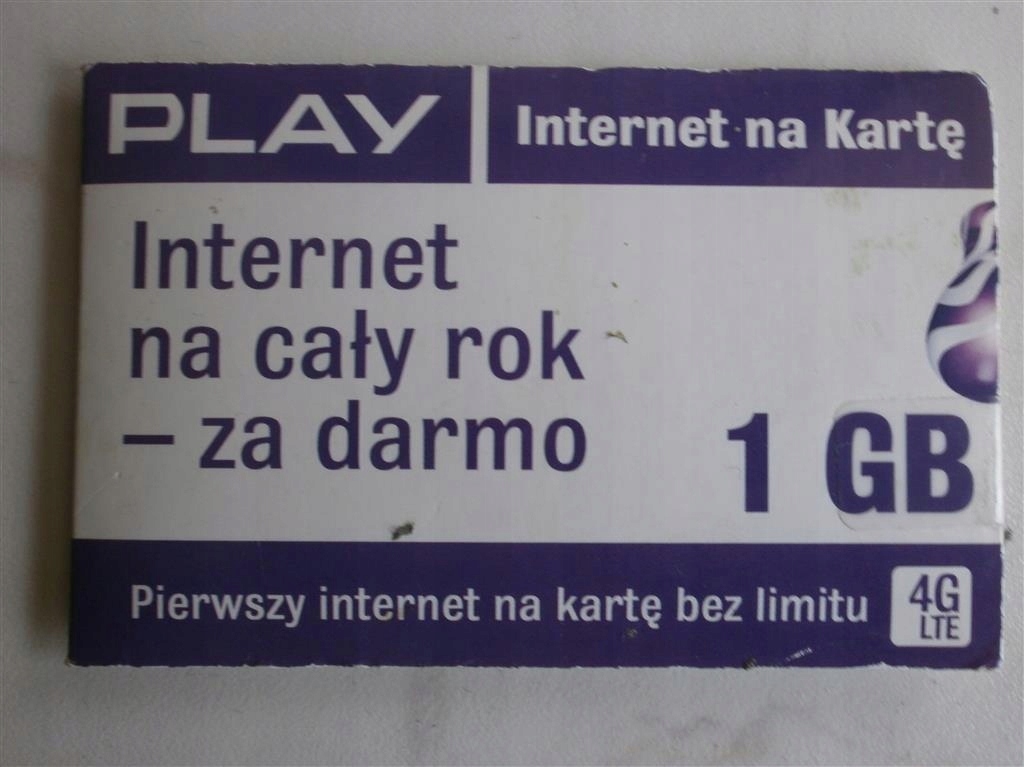 PLAY Internet na Kartę
Internet
na cały rok
– za darmo
1 GB
Pierwszy internet na kartę bez limitu
4G
LTE